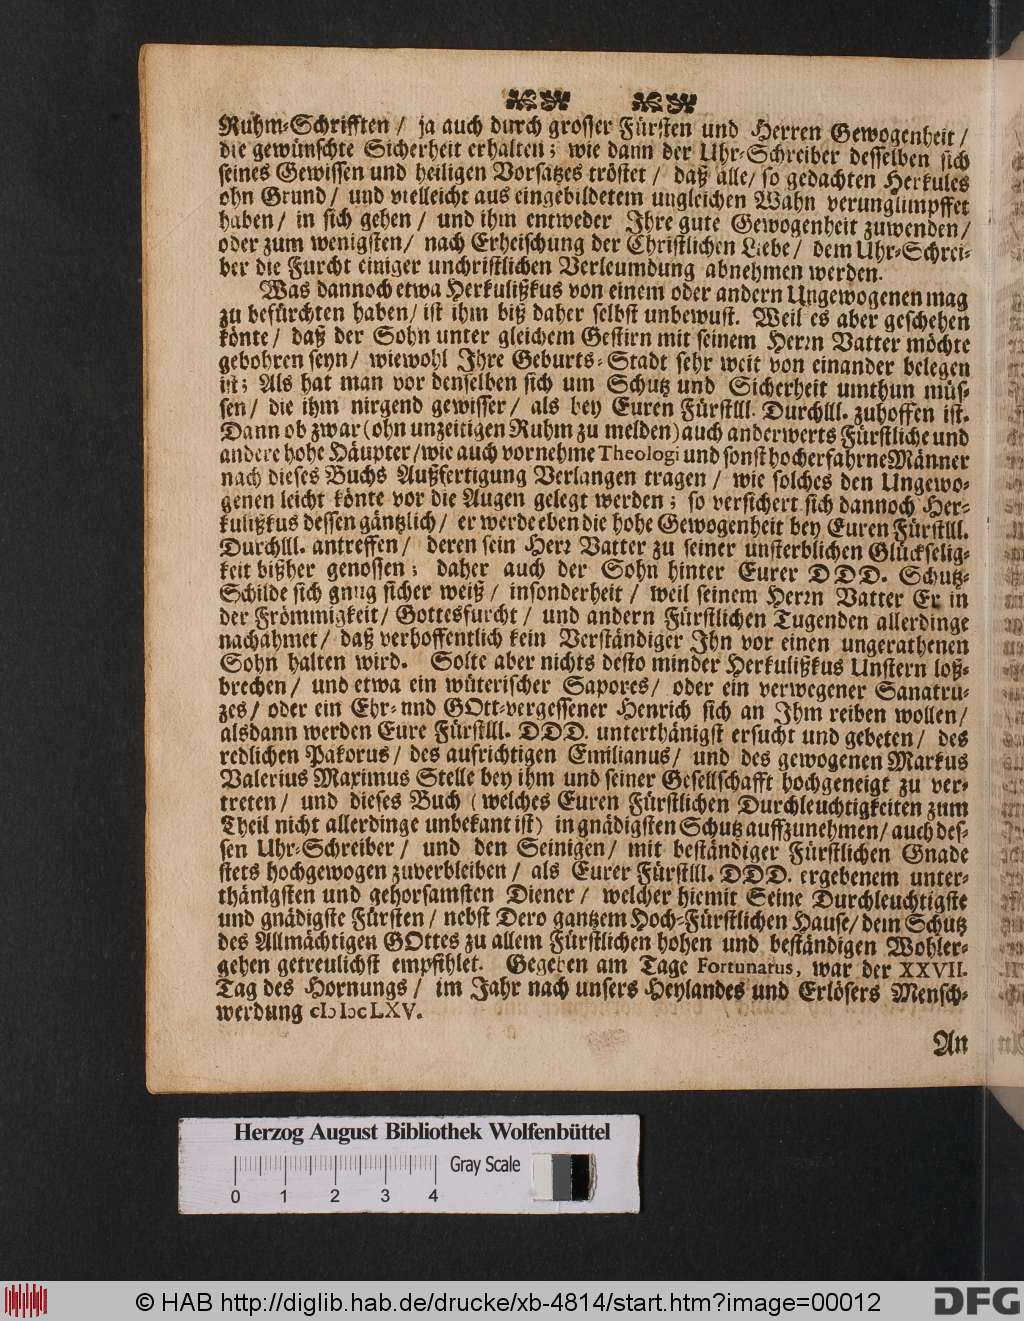 Ruhm-Schrifften / ja auch durch grosser Fürsten und Herren Gewogenheit /
die gewünschte Sicherheit erhalten; wie dann der Uhr-Schreiber desselben sich
seines Gewissen und heiligen Vorsatzes tröstet / daß alle / so gedachten Herkules
ohn Grund / und vielleicht aus eingebildetem ungleichen Wahn verunglimpffet
haben / in sich gehen / und ihm entweder Ihre gute Gewogenheit zuwenden /
oder zum wenigsten / nach Erheischung der Christlichen Liebe / dem Uhr-Schrei-
ber die Furcht einiger unchristlichen Verleumdung abnehmen werden.
Was dannoch etwa Herkulißkus von einem oder andern Ungewogenen mag
zu befürchten haben / ist ihm biß daher selbst unbewust. Weil es aber geschehen
könte / daß der Sohn unter gleichem Gestirn mit seinem Herrn Vatter möchte
gebohren seyn / wiewohl Ihre Geburts-Stadt sehr weit von einander belegen
ist; Als hat man vor denselben sich um Schutz und Sicherheit umthun müs-
sen / die ihm nirgend gewisser / als bey Euren Fürstlll. Durchlll. zuhoffen ist.
Dann ob zwar (ohn unzeitigen Ruhm zu melden) auch anderwerts Fürstliche und
andere hohe Häupter / wie auch vornehme Theologi und sonst hocherfahrne Männer
nach dieses Buchs Außfertigung Verlangen tragen / wie solches den Ungewo-
genen leicht könte vor die Augen gelegt werden; so versichert sich dannoch Her-
kulißkus dessen gäntzlich / er werde eben die hohe Gewogenheit bey Euren Fürstlll.
Durchlll. antreffen / deren sein Herr Vatter zu seiner unsterblichen Glückselig-
keit bißher genossen; daher auch der Sohn hinter Eurer DDD. Schutz-
Schilde sich gnug sicher weiß / insonderheit / weil seinem Herrn Vatter Er in
der Frömmigkeit / Gottesfurcht / und andern Fürstlichen Tugenden allerdinge
nachahmet / daß verhoffentlich kein Verständiger Ihn vor einen ungerathenen
Sohn halten wird. Solte aber nichts desto minder Herkulißkus Unstern loß-
brechen / und etwa ein wüterischer Sapores / oder ein verwegener Sanatru-
zes / oder ein Ehr- und GOtt-vergessener Henrich sich an Ihm reiben wollen /
alsdann werden Eure Fürstlll. DDD. unterthänigst ersucht und gebeten / des
redlichen Pakorus / des aufrichtigen Emilianus / und des gewogenen Markus
Valerius Maximus Stelle bey ihm und seiner Gesellschafft hochgeneigt zu ver-
treten / und dieses Buch (welches Euren Fürstlichen Durchleuchtigkeiten zum
Theil nicht allerdinge unbekant ist) in gnädigsten Schutz auffzunehmen / auch des-
sen Uhr-Schreiber / und den Seinigen / mit beständiger Fürstlichen Gnade
stets hochgewogen zuverbleiben / als Eurer Fürstlll. DDD. ergebenem unter-
thänigsten und gehorsamsten Diener / welcher hiemit Seine Durchleuchtigste
und gnädigste Fürsten / nebst Dero gantzem Hoch-Fürstlichen Hause / dem Schutz
des Allmächtigen GOttes zu allem Fürstlichen hohen und beständigen Wohler-
gehen getreulichst empfihlet. Gegeben am Tage Fortunatus, war der XXVII.
Tag des Hornungs / im Jahr nach unsers Heylandes und Erlösers Mensch-
werdung cIↄ IↄcLXV.
An
Herzog August Bibliothek Wolfenbüttel
Gray Scale
0 1 2 3 4
© HAB http://diglib.hab.de/drucke/xb-4814/start.htm?image=00012
DFG